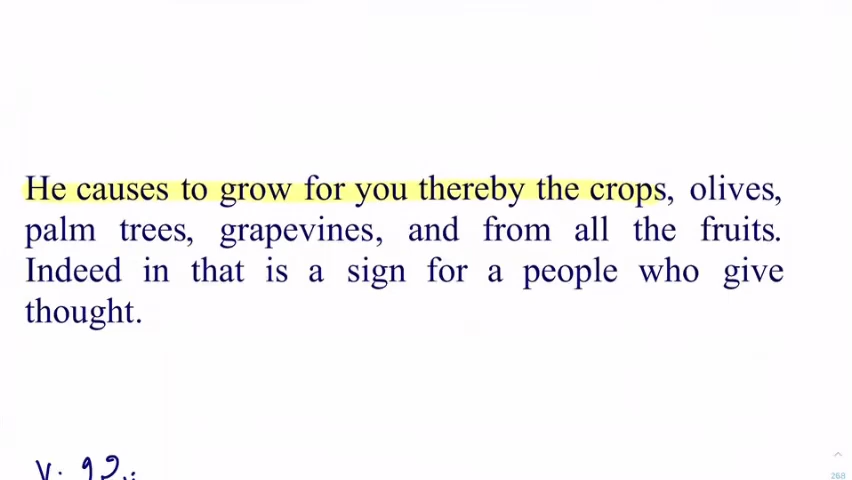 He causes to grow for you thereby the crops, olives,
palm trees, grapevines, and from all the fruits.
Indeed in that is a sign for a people who give
thought.
268